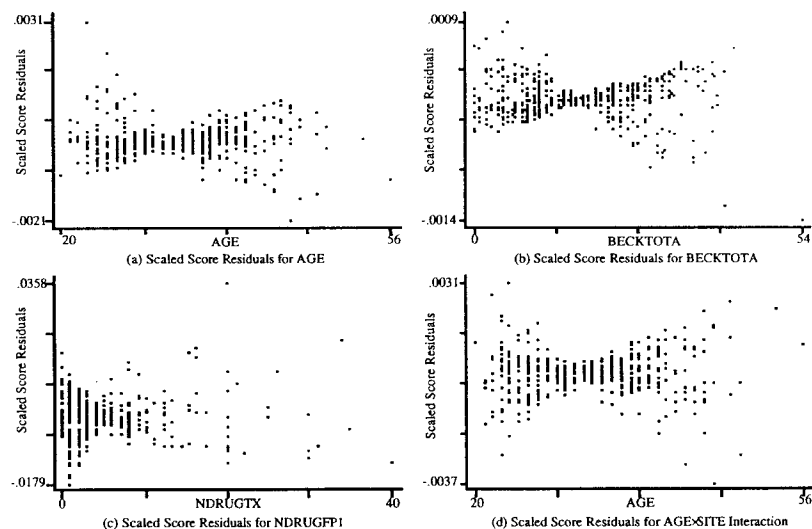 .0031
Scaled Score Residuals
-.0021
20
AGE
56
(a) Scaled Score Residuals for AGE
.0009
Scaled Score Residuals
-.0014
0
BECKTOTA
54
(b) Scaled Score Residuals for BECKTOTA
.0358
Scaled Score Residuals
-.0179
0
NDRUGTX
40
(c) Scaled Score Residuals for NDRUGFP1
.0031
Scaled Score Residuals
-.0037
20
AGE
56
(d) Scaled Score Residuals for AGE×SITE Interaction